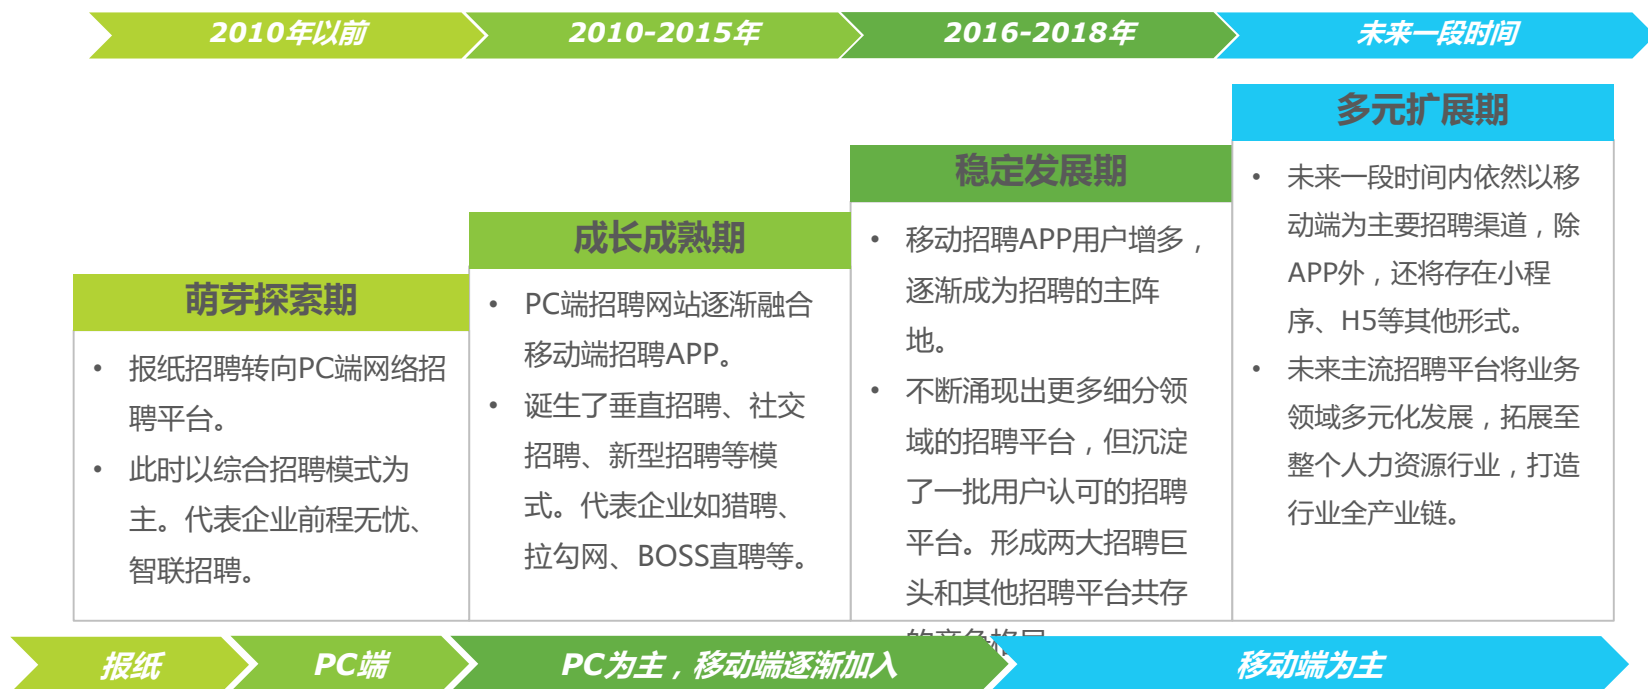 2010年以前
2010-2015年
2016-2018年
未来一段时间
萌芽探索期
• 报纸招聘转向PC端网络招
聘平台。
• 此时以综合招聘模式为
主。代表企业前程无忧、
智联招聘。
成长成熟期
• PC端招聘网站逐渐融合
移动端招聘APP。
• 诞生了垂直招聘、社交
招聘、新型招聘等模
式。代表企业如猎聘、
拉勾网、BOSS直聘等。
稳定发展期
• 移动招聘APP用户增多，
逐渐成为招聘的主阵
地。
• 不断涌现出更多细分领
域的招聘平台，但沉淀
了一批用户认可的招聘
平台。形成两大招聘巨
头和其他招聘平台共存
多元扩展期
• 未来一段时间内依然以移
动端为主要招聘渠道，除
APP外，还将存在小程
序、H5等其他形式。
• 未来主流招聘平台将业务
领域多元化发展，拓展至
整个人力资源行业，打造
行业全产业链。
报纸
PC端
PC为主，移动端逐渐加入
移动端为主